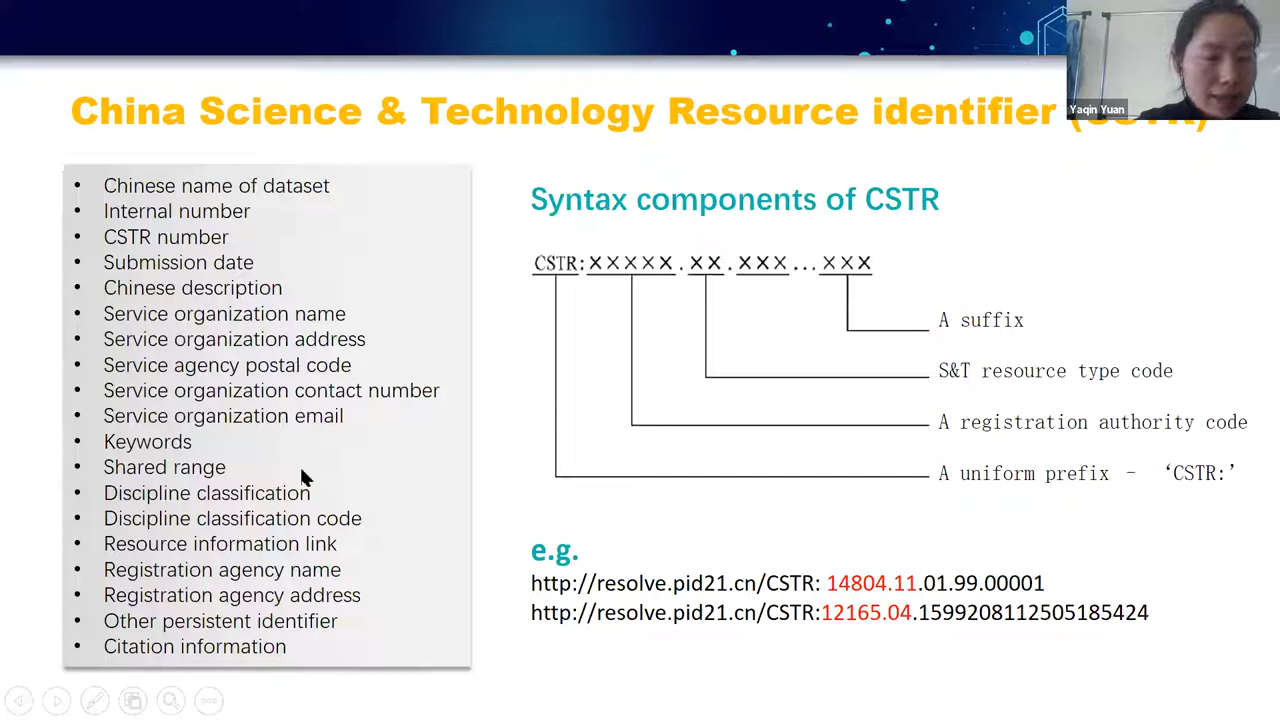 China Science & Technology Resource identifier
Yaqin Yuan
• Chinese name of dataset
• Internal number
• CSTR number
• Submission date
• Chinese description
• Service organization name
• Service organization address
• Service agency postal code
• Service organization contact number
• Service organization email
• Keywords
• Shared range
• Discipline classification
• Discipline classification code
• Resource information link
• Registration agency name
• Registration agency address
• Other persistent identifier
• Citation information
Syntax components of CSTR
CSTR:XXXXX.XX.XXX...XXX
A suffix
S&T resource type code
A registration authority code
A uniform prefix – ‘CSTR:’
e.g.
http://resolve.pid21.cn/CSTR: 14804.11.01.99.00001
http://resolve.pid21.cn/CSTR:12165.04.1599208112505185424